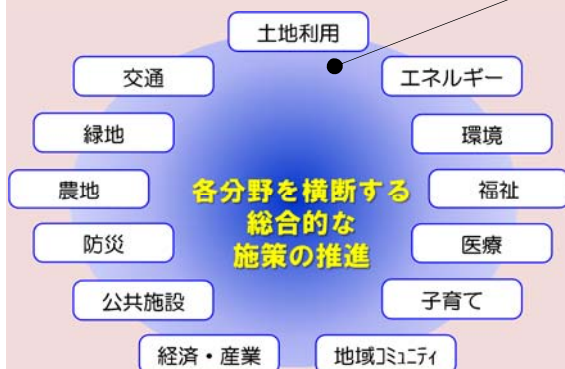 土地利用
交通
エネルギー
緑地
環境
農地
各分野を横断する
総合的な
施策の推進
福祉
防災
医療
公共施設
子育て
経済・産業
地域ｺﾐｭﾆﾃｨ